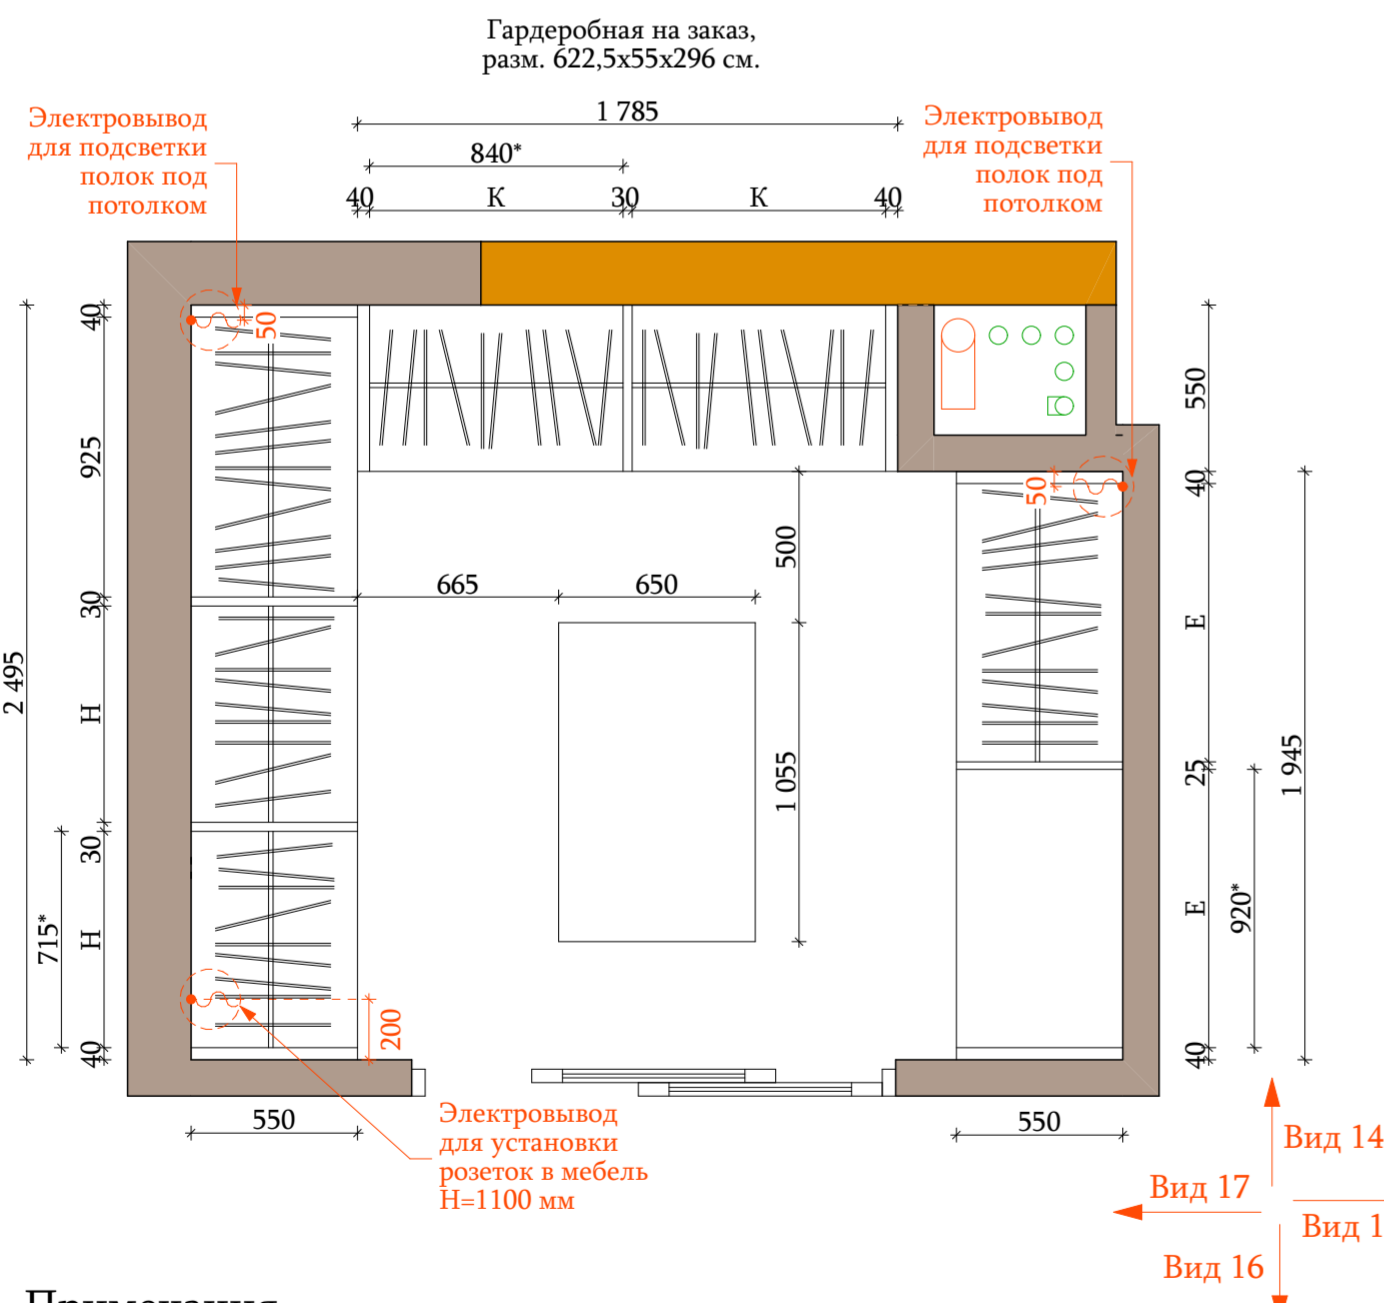 Гардеробная на заказ,
разм. 622,5х55х296 см.
1 785
840*
40 К 30 К 40
Электровывод
для подсветки
полок под
потолком
Электровывод
для подсветки
полок под
потолком
2 495
40
925
30
Н
30
Н
40
715*
50
50
550
40
Е
25
Е
40
920*
1 945
500
665
650
1 055
200
550
550
Электровывод
для установки
розеток в мебель
Н=1100 мм
Вид 14
Вид 17
Вид 1
Вид 16